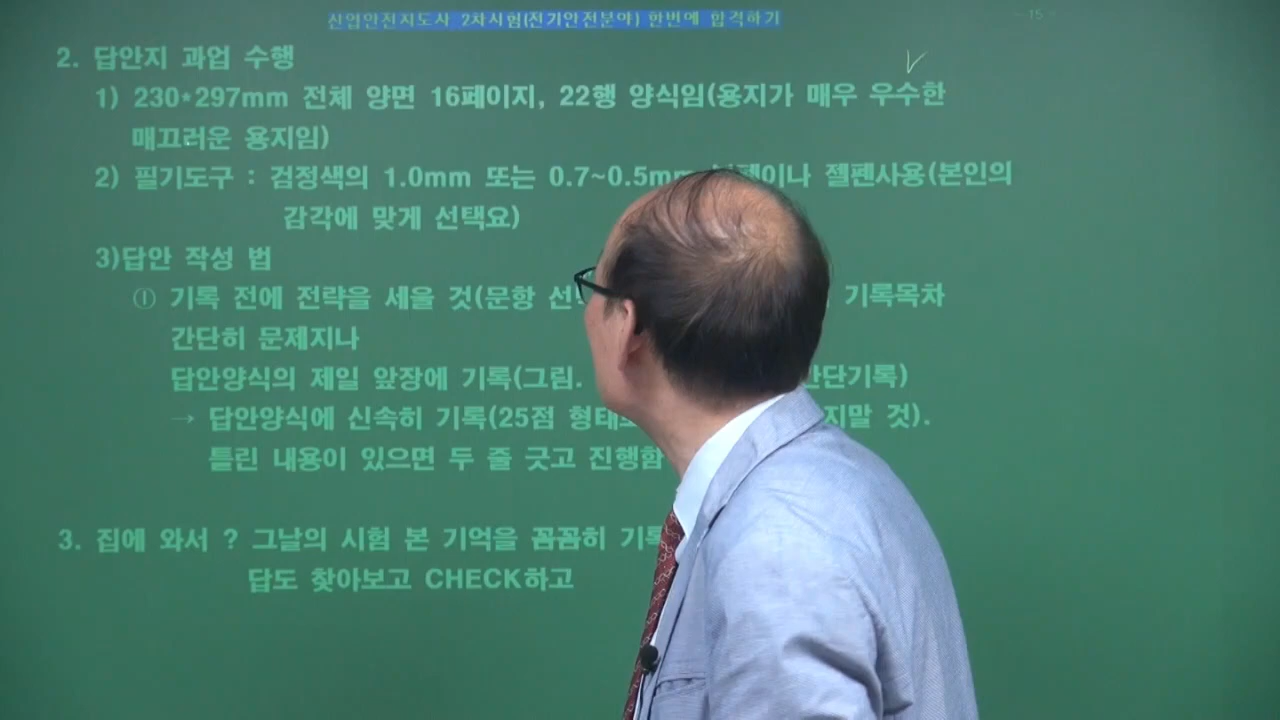 산업안전지도사 2차시험(전기안전분야) 한번에 합격하기
- 15 -
2. 답안지 과업 수행
1) 230*297mm 전체 양면 16페이지, 22행 양식임(용지가 매우 우수한
매끄러운 용지임)
2) 필기도구 : 검정색의 1.0mm 또는 0.7~0.5mm 젤펜사용(본인의
감각에 맞게 선택요)
3)답안 작성 법
① 기록 전에 전략을 세울 것(문항 기록목차
간단히 문제지나
답안양식의 제일 앞장에 기록(그림. 간단기록)
→ 답안양식에 신속히 기록(25점 것).
틀린 내용이 있으면 두 줄 긋고 진행함
3. 집에 와서 ? 그날의 시험 본 기억을 꼼꼼히
답도 찾아보고 CHECK하고